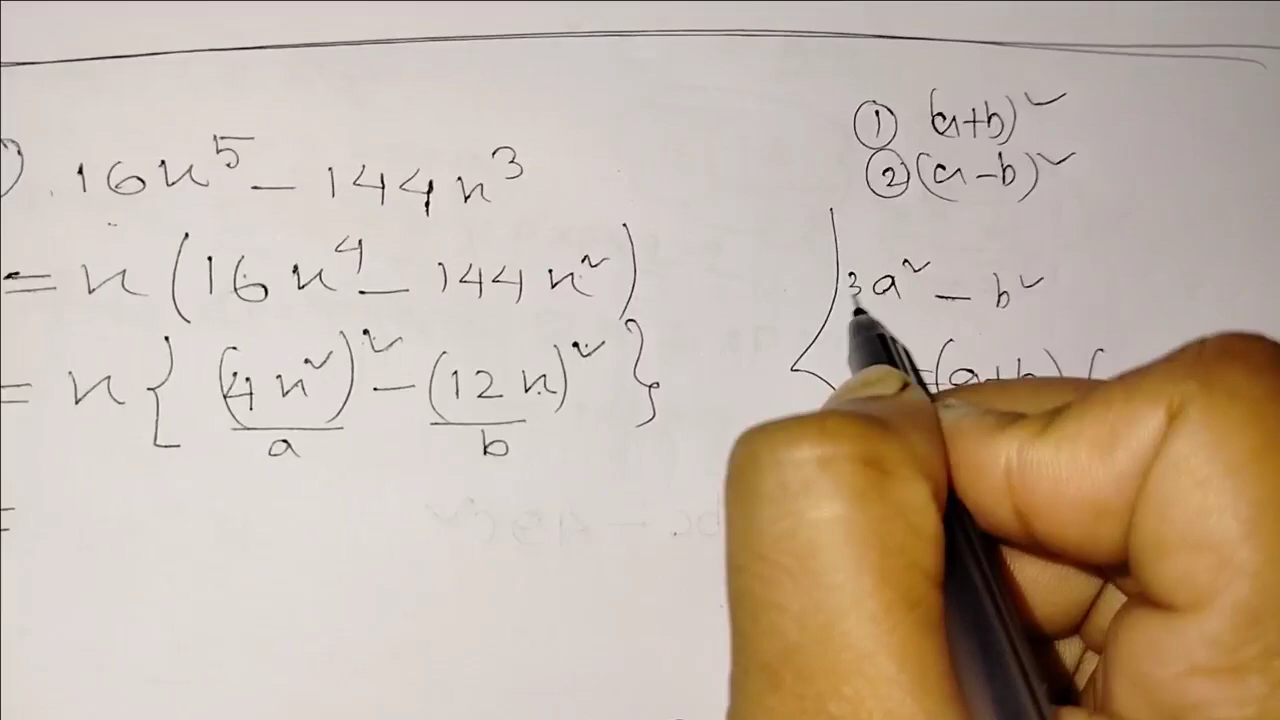 ) 16x⁵ - 144x³
= x (16x⁴ - 144x²)
= x { (4x²)² - (12x)² }
a b
=
① (a+b)²
② (a-b)²
3 a² - b²
=(a+b) (